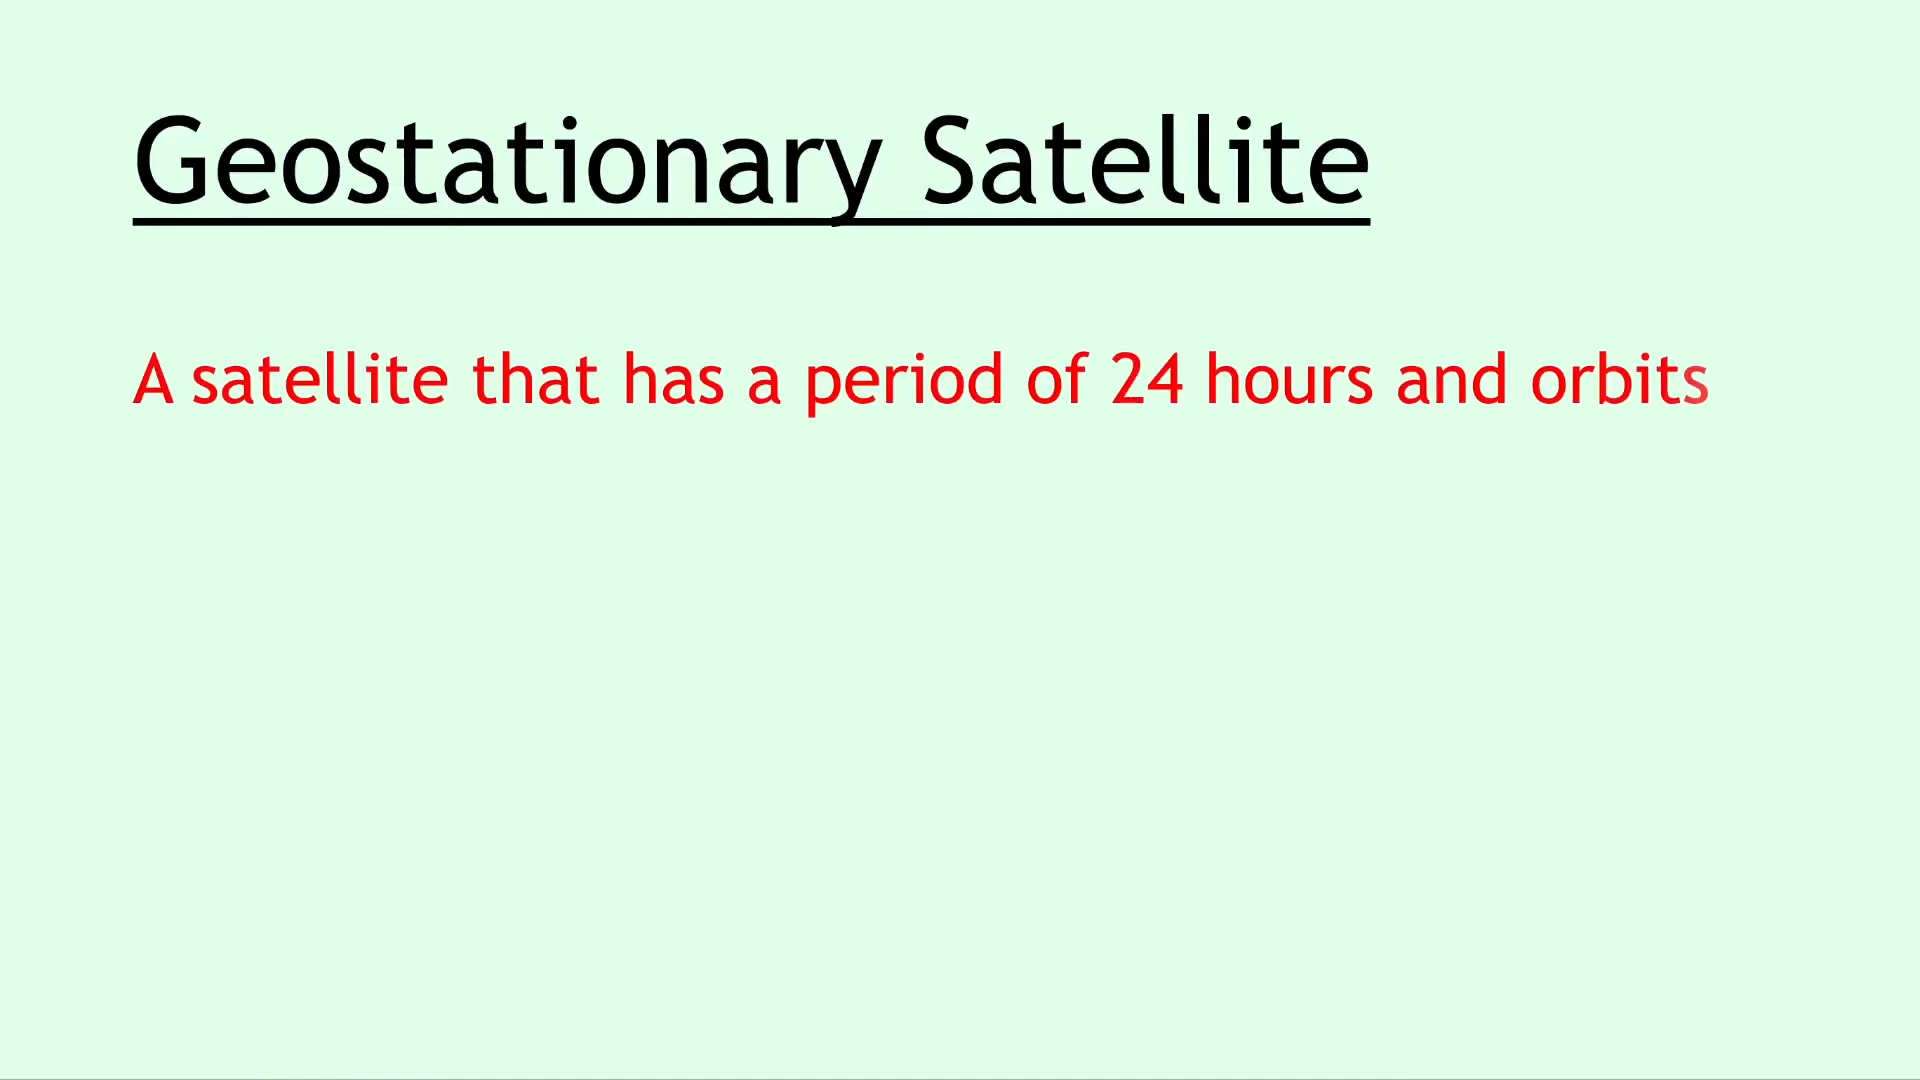 Geostationary Satellite
A satellite that has a period of 24 hours and orbits